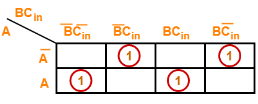 BC_in
A B̅C̅_in B̅C_in BC_in BC̅_in
A̅ 1 1
A 1 1